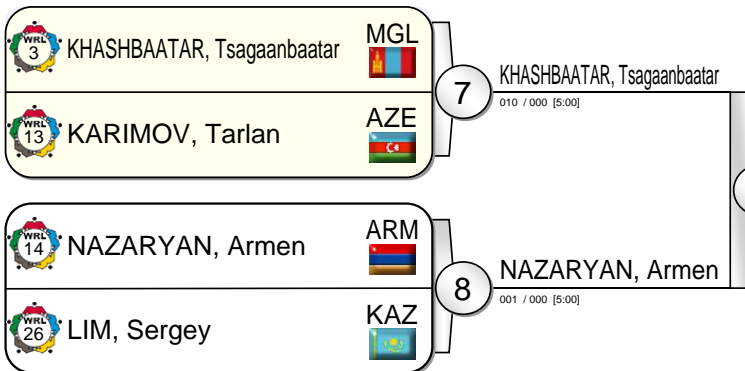 WRL 3 KHASHBAATAR, Tsagaanbaatar MGL
WRL 13 KARIMOV, Tarlan AZE
7
KHASHBAATAR, Tsagaanbaatar
010 / 000 [5:00]
WRL 14 NAZARYAN, Armen ARM
WRL 26 LIM, Sergey KAZ
8
NAZARYAN, Armen
001 / 000 [5:00]